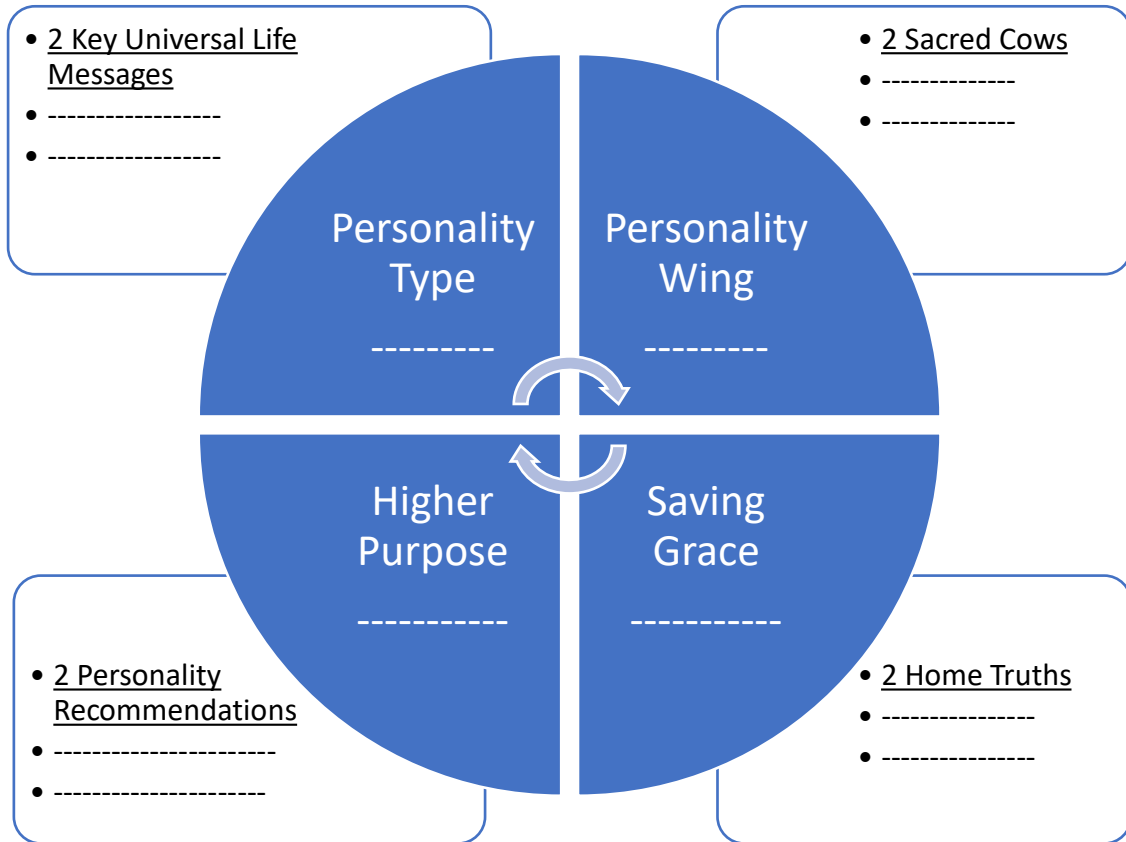 • 2 Key Universal Life
Messages
• ------------------
• ------------------
• 2 Sacred Cows
• --------------
• --------------
Personality
Type
---------
Personality
Wing
---------
Higher
Purpose
-----------
Saving
Grace
-----------
• 2 Personality
Recommendations
• -----------------------
• ----------------------
• 2 Home Truths
• ----------------
• ----------------